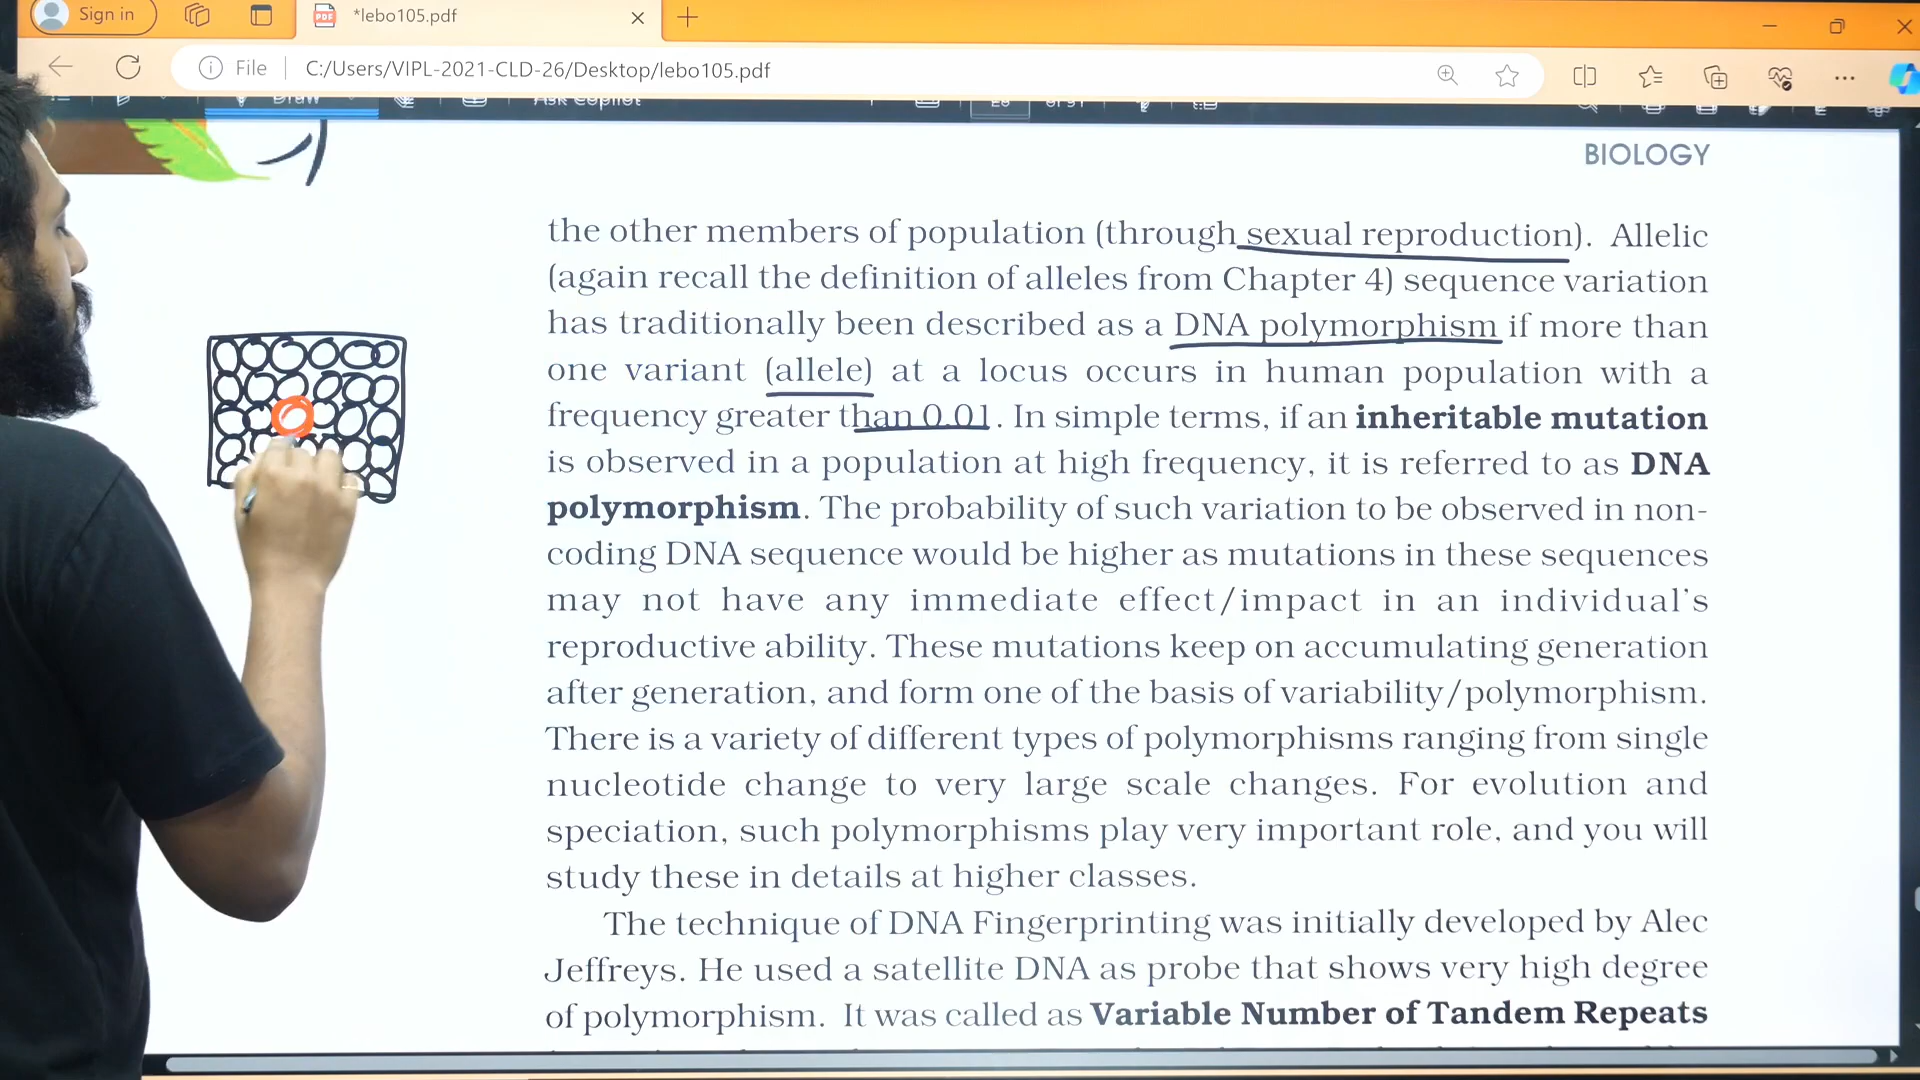 Sign in
*lebo105.pdf
File
C:/Users/VIPL-2021-CLD-26/Desktop/lebo105.pdf
Draw
Ask Copilot
BIOLOGY
the other members of population (through sexual reproduction). Allelic
(again recall the definition of alleles from Chapter 4) sequence variation
has traditionally been described as a DNA polymorphism if more than
one variant (allele) at a locus occurs in human population with a
frequency greater than 0.01. In simple terms, if an inheritable mutation
is observed in a population at high frequency, it is referred to as DNA
polymorphism. The probability of such variation to be observed in non-
coding DNA sequence would be higher as mutations in these sequences
may not have any immediate effect/impact in an individual's
reproductive ability. These mutations keep on accumulating generation
after generation, and form one of the basis of variability/polymorphism.
There is a variety of different types of polymorphisms ranging from single
nucleotide change to very large scale changes. For evolution and
speciation, such polymorphisms play very important role, and you will
study these in details at higher classes.
The technique of DNA Fingerprinting was initially developed by Alec
Jeffreys. He used a satellite DNA as probe that shows very high degree
of polymorphism. It was called as Variable Number of Tandem Repeats